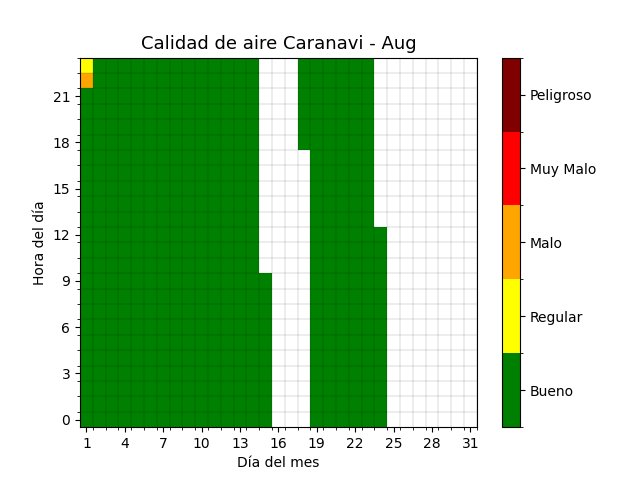 Calidad de aire Caranavi - Aug
Hora del día
21
18
15
12
9
6
3
0
1 4 7 10 13 16 19 22 25 28 31
Día del mes
Peligroso
Muy Malo
Malo
Regular
Bueno